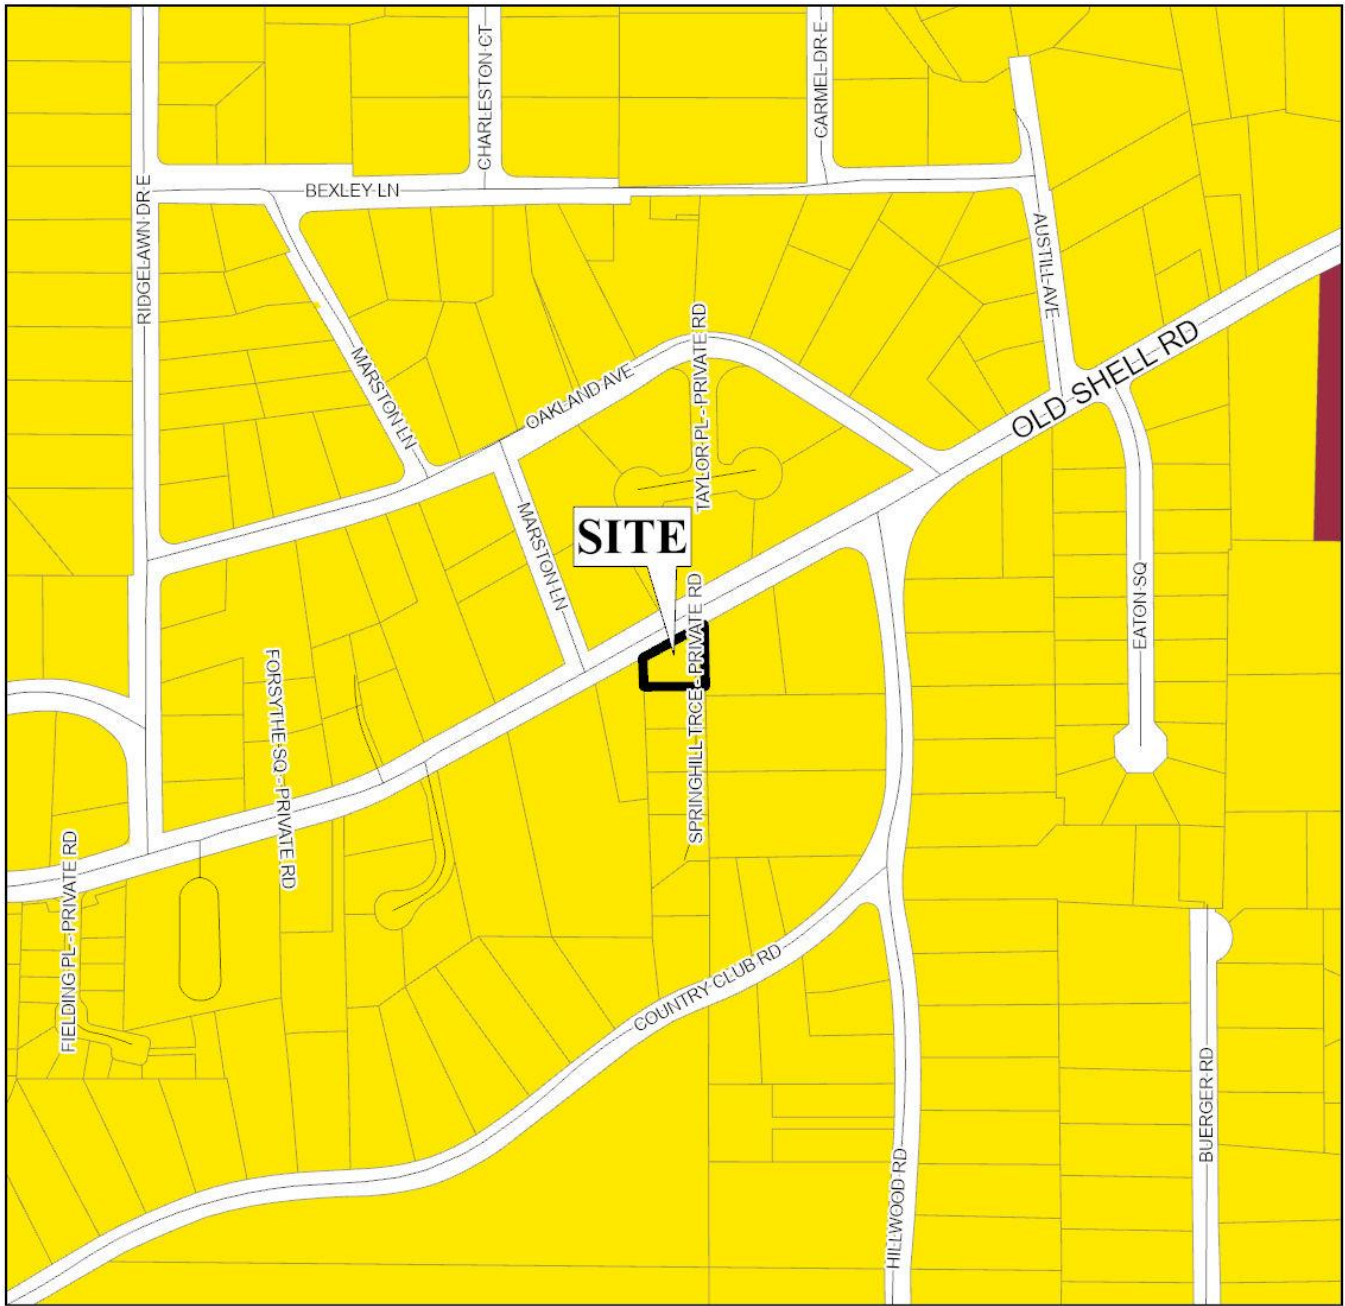 CHARLESTON CT
CARMEL DR E
BEXLEY LN
RIDGELAWN DR E
AUSTILL AVE
MARSTON LN
OAKLAND AVE
TAYLOR PL - PRIVATE RD
OLD SHELL RD
MARSTON LN
SITE
EATON SQ
SPRINGHILL TRCE - PRIVATE RD
FORSYTHE SQ - PRIVATE RD
FIELDING PL - PRIVATE RD
COUNTRY CLUB RD
HILLWOOD RD
BUERGER RD